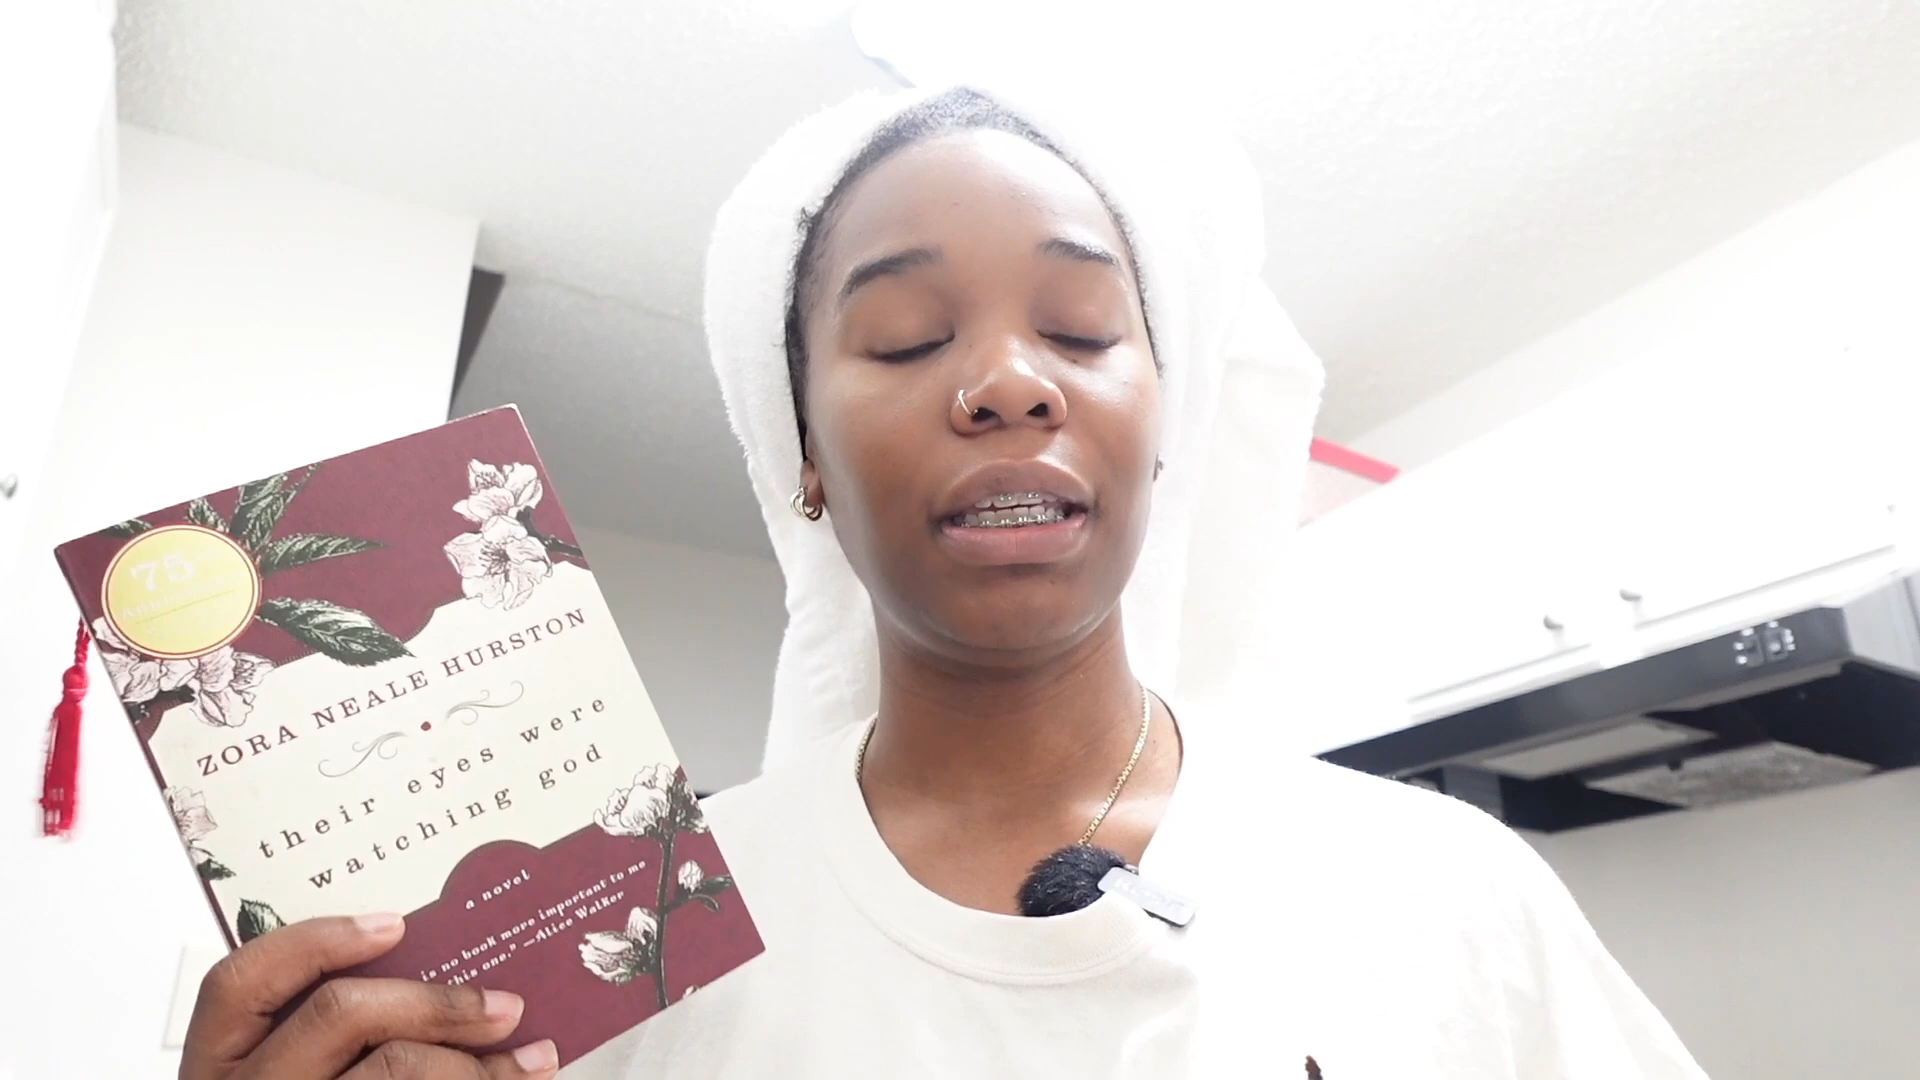 75
ZORA NEALE HURSTON
their eyes were
watching god
a novel
is no book more important to me
this one." —Alice Walker